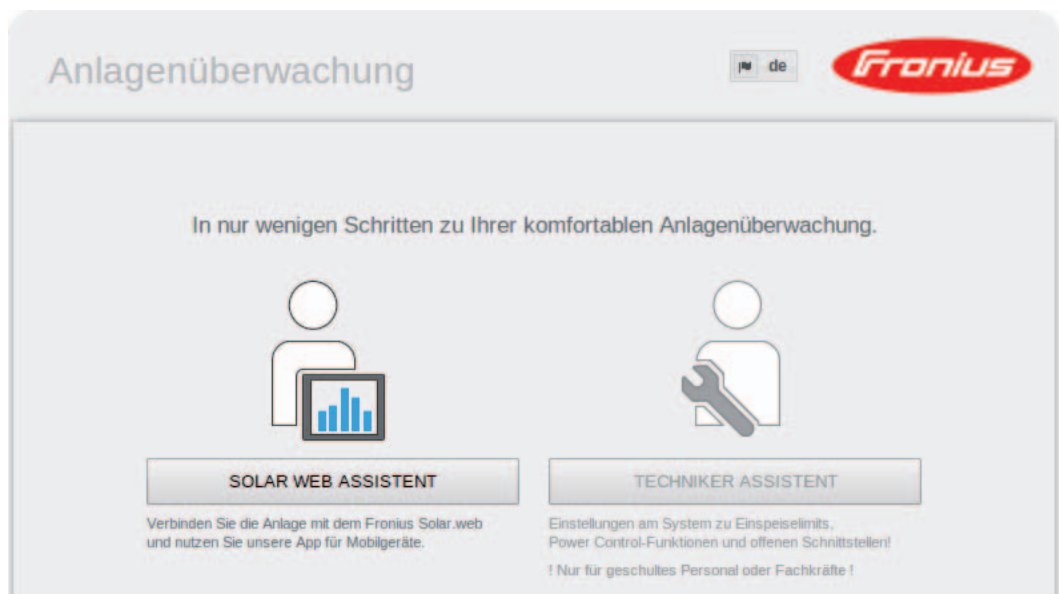 Anlagenüberwachung
de
Fronius
In nur wenigen Schritten zu Ihrer komfortablen Anlagenüberwachung.
SOLAR WEB ASSISTENT
Verbinden Sie die Anlage mit dem Fronius Solar.web
und nutzen Sie unsere App für Mobilgeräte.
TECHNIKER ASSISTENT
Einstellungen am System zu Einspeiselimits,
Power Control-Funktionen und offenen Schnittstellen!
! Nur für geschultes Personal oder Fachkräfte !